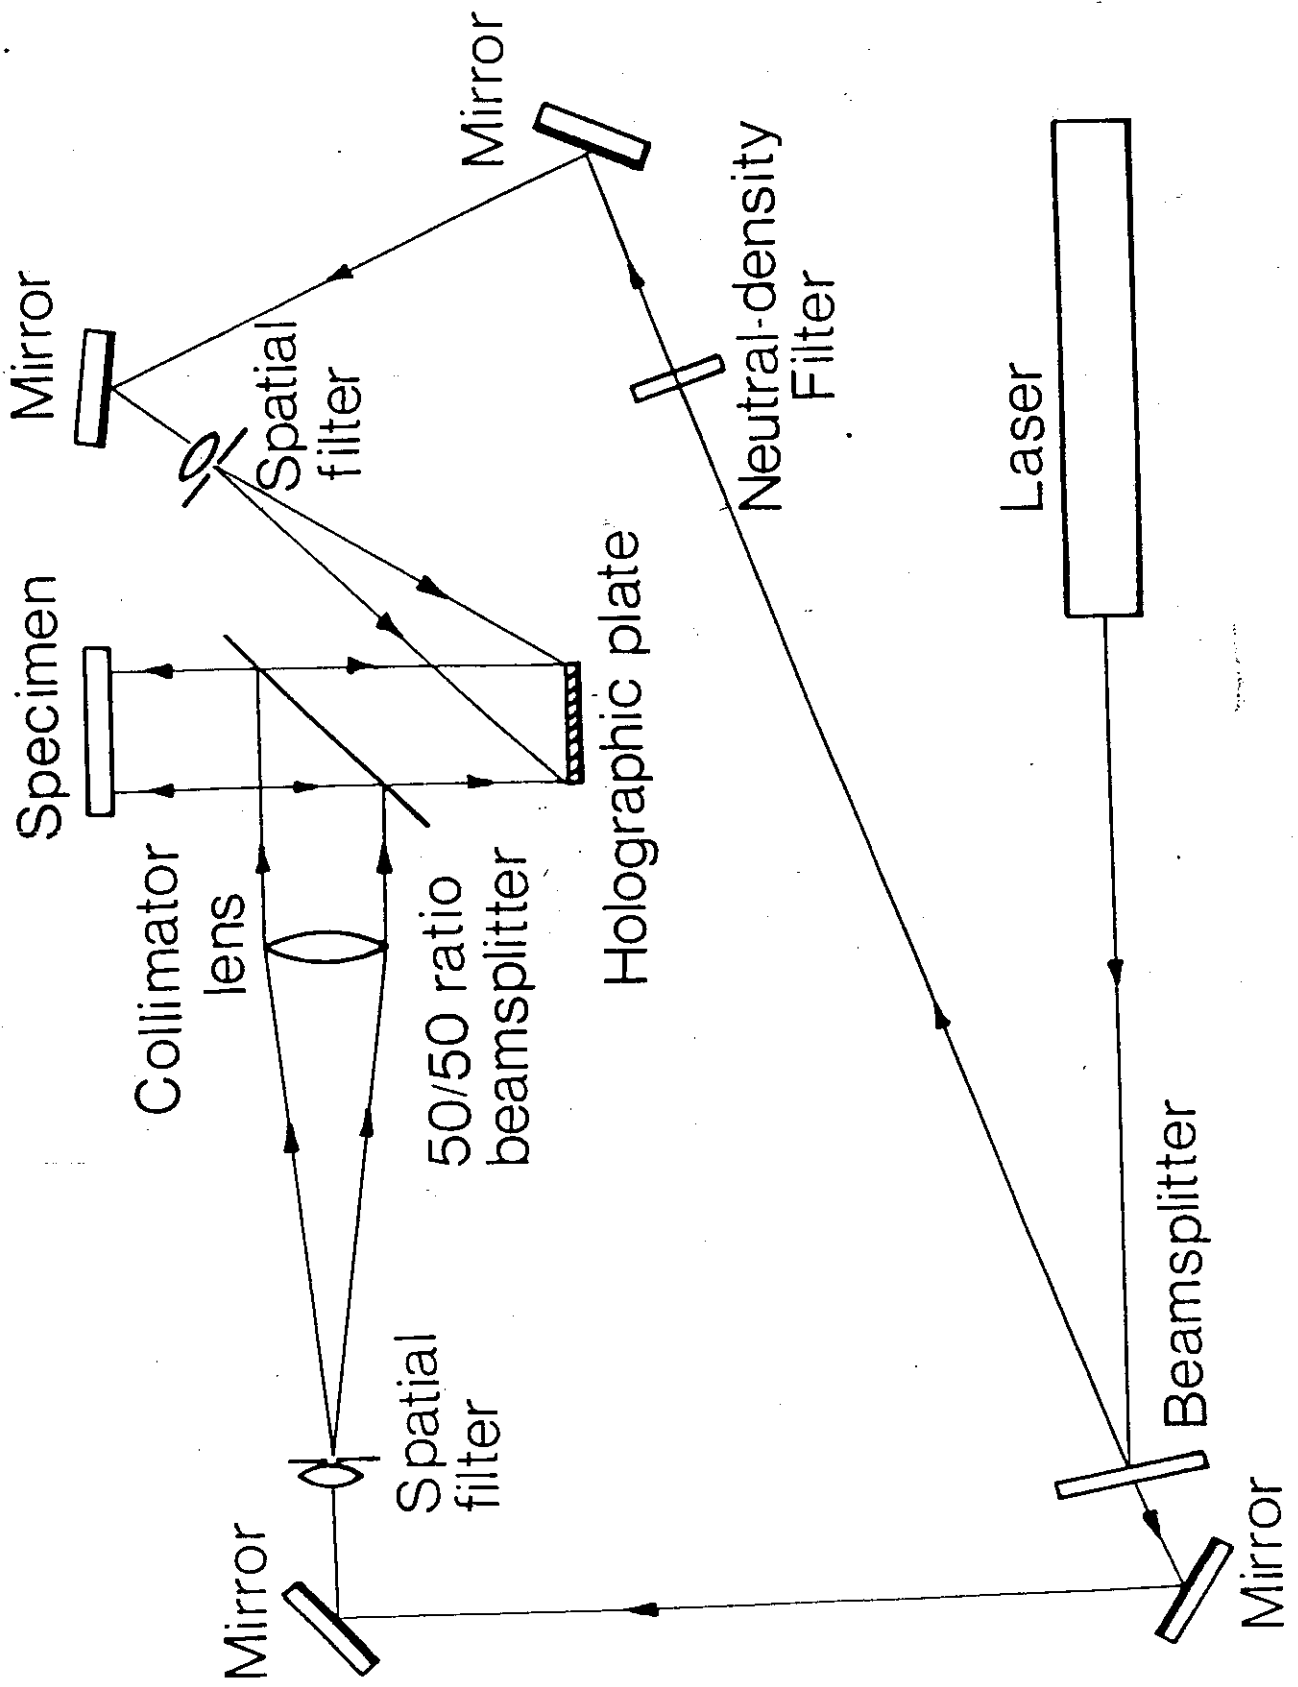 Mirror
Spatial
filter
Collimator
lens
50/50 ratio
beamsplitter
Specimen
Holographic plate
Mirror
Spatial
filter
Mirror
Neutral-density
Filter
Laser
Beamsplitter
Mirror